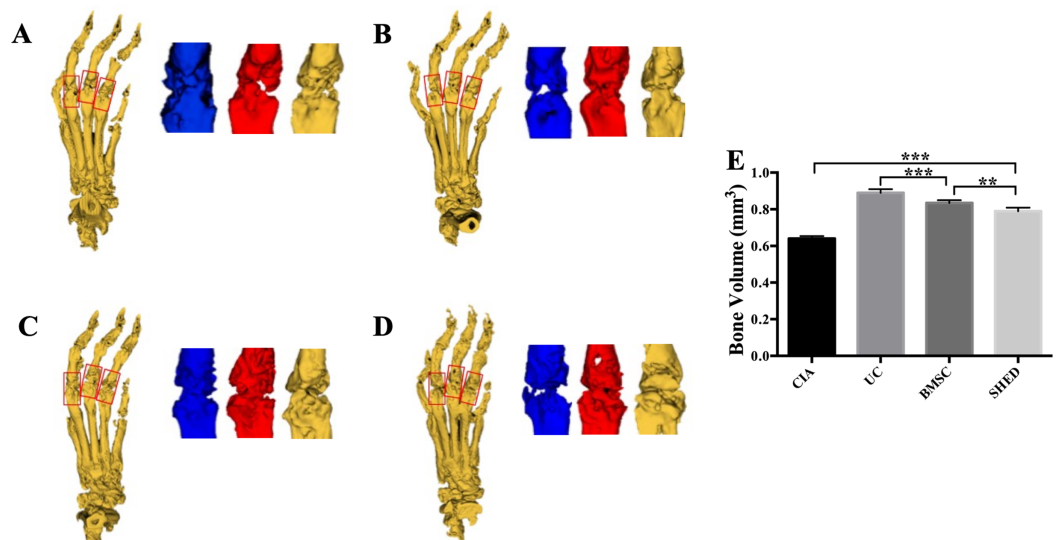 A
B
C
D
E
***
***
**
Bone Volume (mm³)
1.0
0.8
0.6
0.4
0.2
0.0
CIA
UC
BMSC
SHED